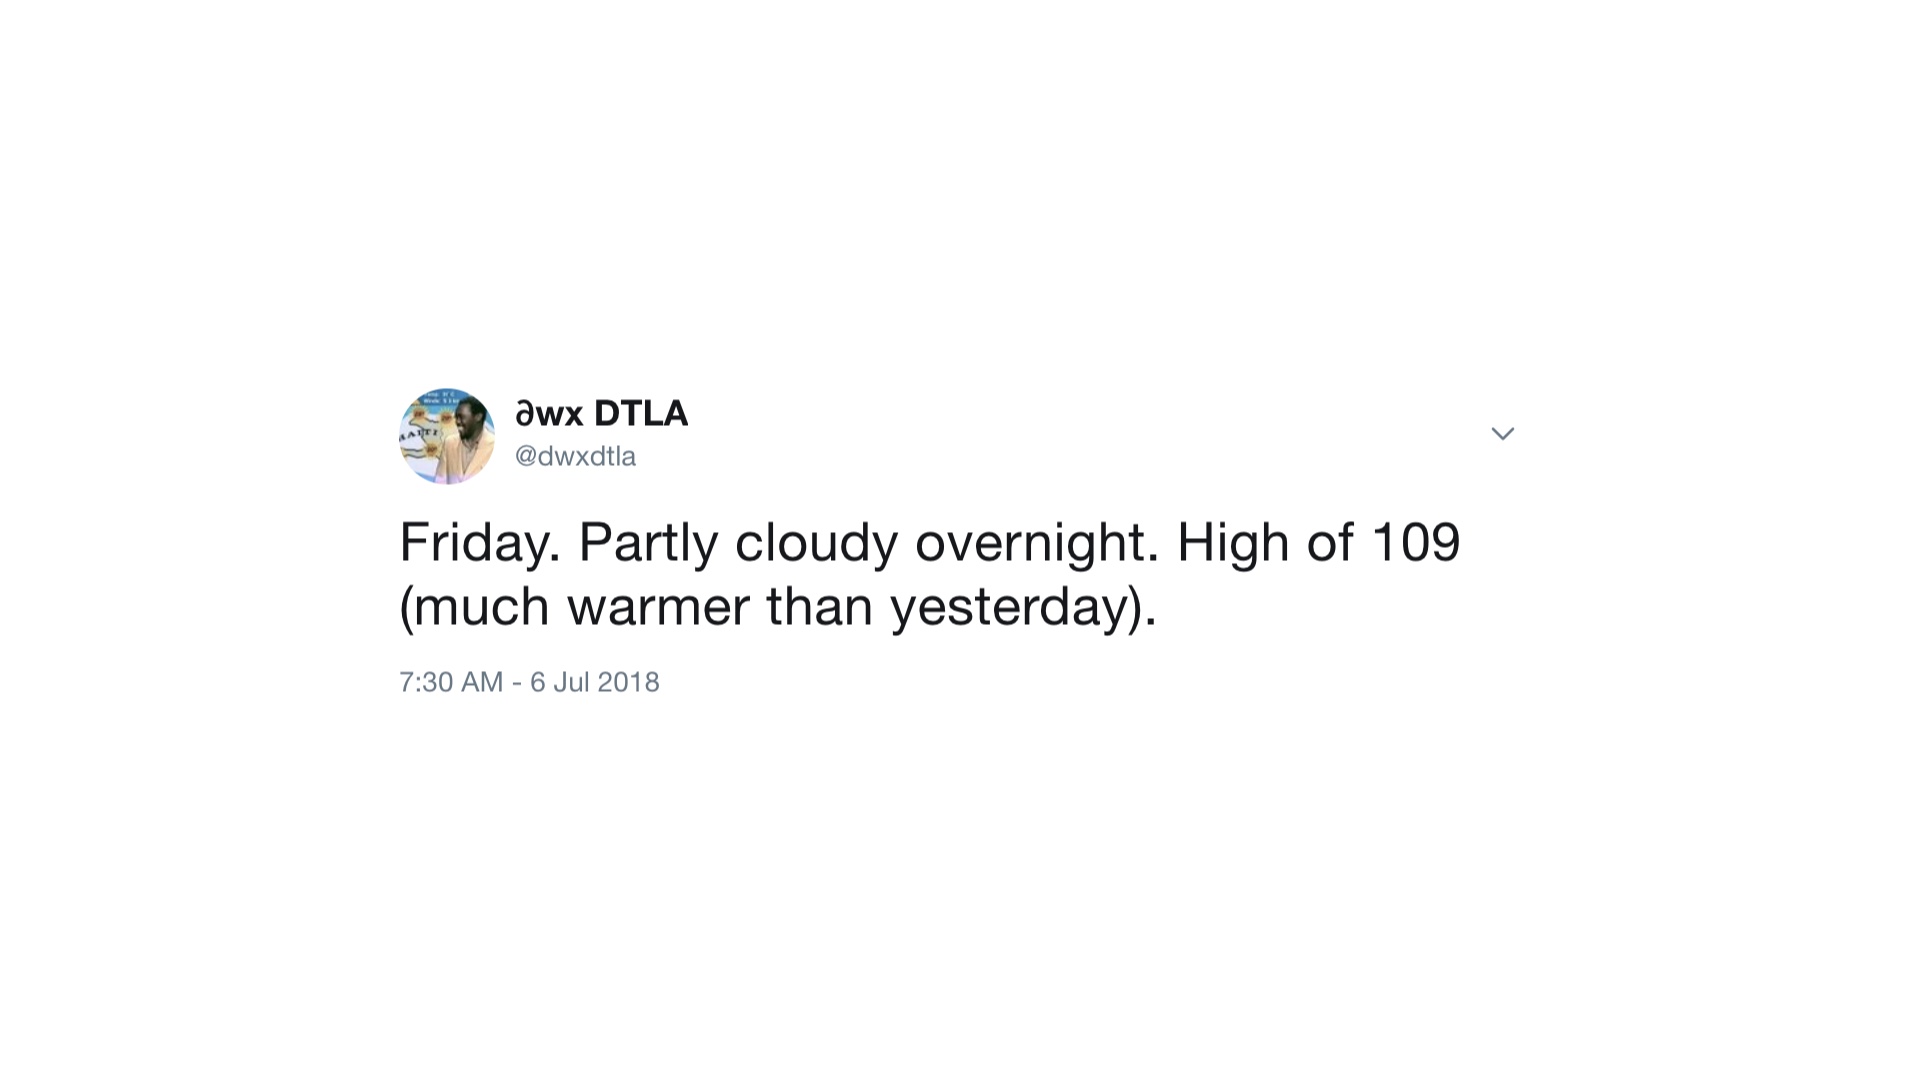 ∂wx DTLA
@dwxdtla
Friday. Partly cloudy overnight. High of 109
(much warmer than yesterday).
7:30 AM - 6 Jul 2018